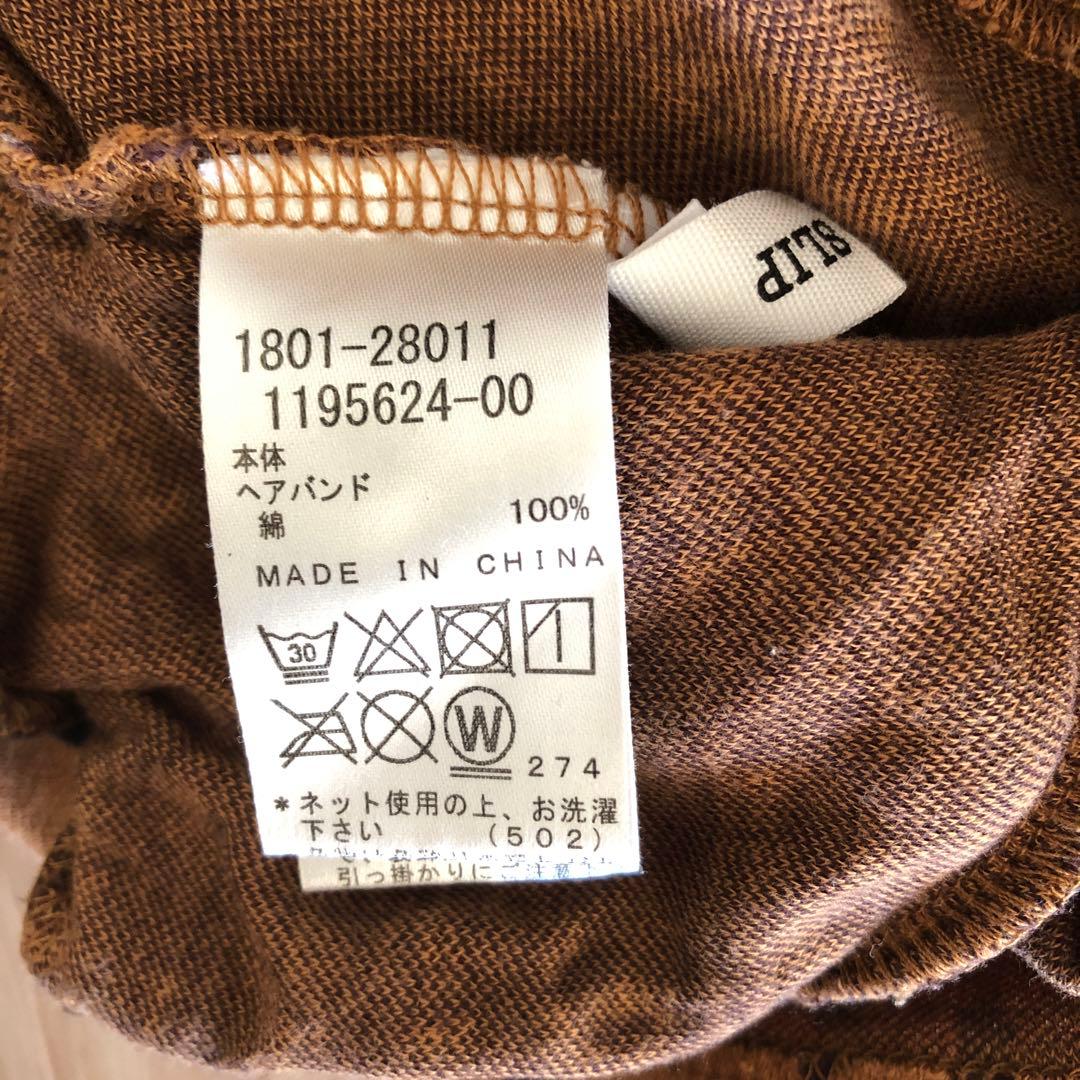 SLIP
1801-28011
1195624-00
本体
ヘアバンド
綿 100%
MADE IN CHINA
30
W 274
*ネット使用の上、お洗濯
下さい (502)
引っ掛かりにご注意下